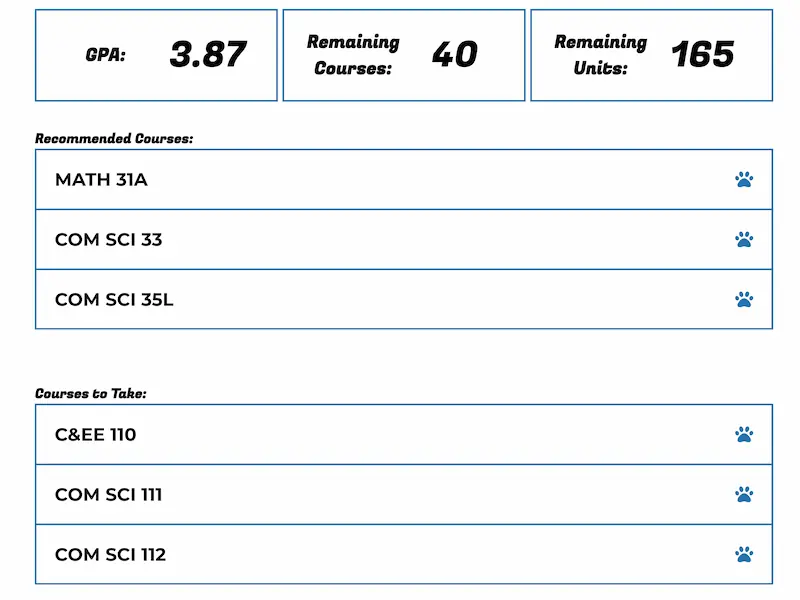 GPA: 3.87
Remaining
Courses: 40
Remaining
Units: 165
Recommended Courses:
MATH 31A
COM SCI 33
COM SCI 35L
Courses to Take:
C&EE 110
COM SCI 111
COM SCI 112